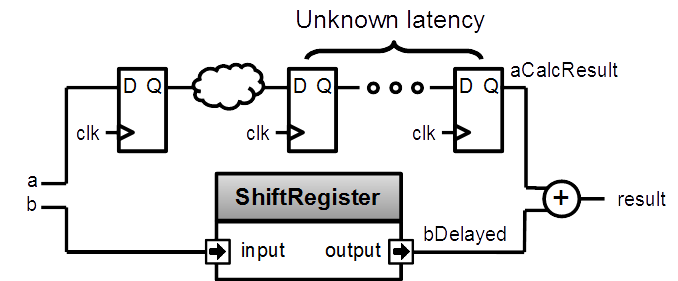 Unknown latency
D Q
D Q
D Q
aCalcResult
clk
clk
clk
a
b
ShiftRegister
+
result
input
output
bDelayed